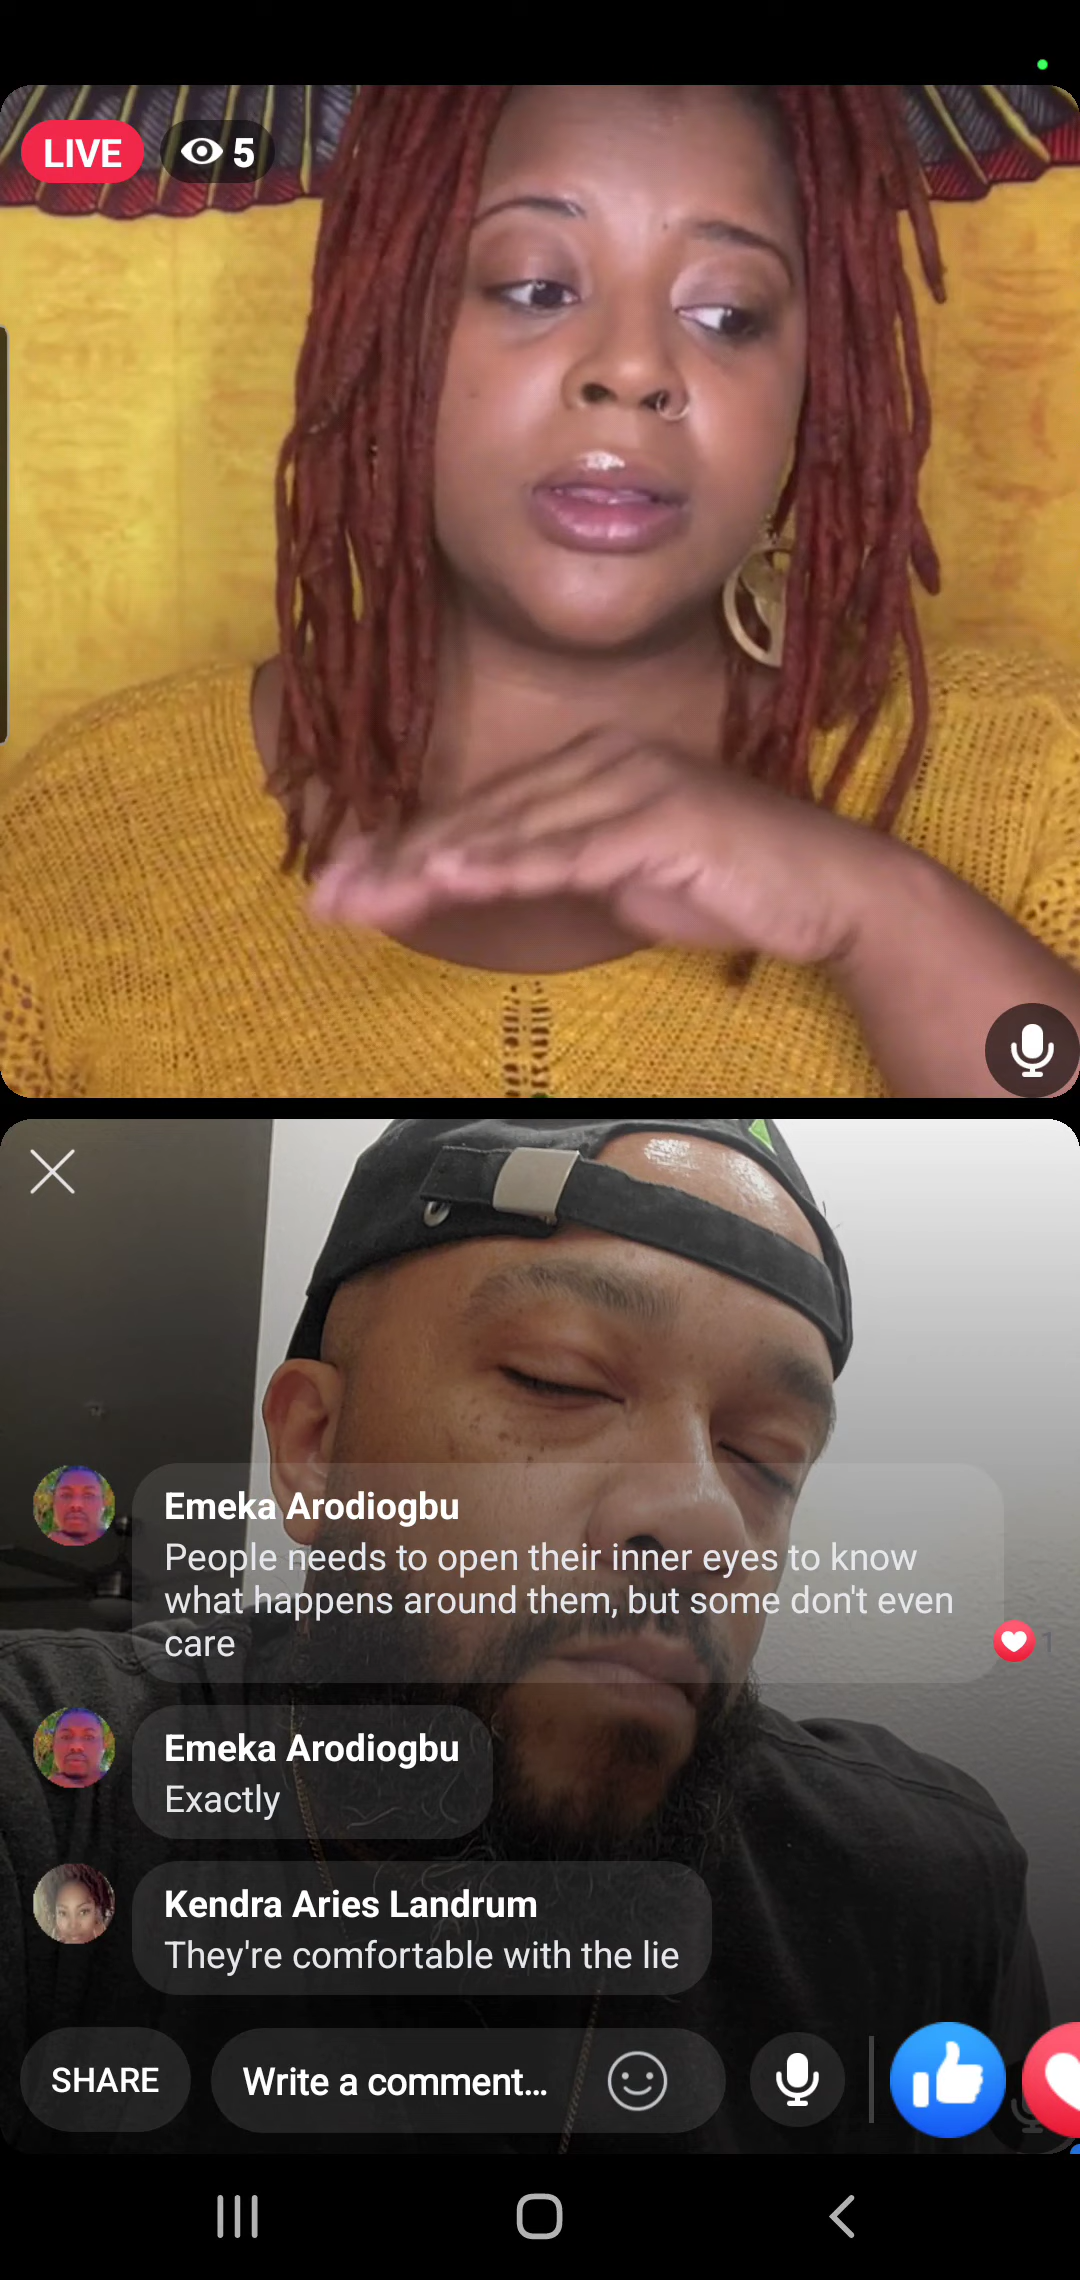 LIVE 5
Emeka Arodiogbu
People needs to open their inner eyes to know
what happens around them, but some don't even
care
1
Emeka Arodiogbu
Exactly
Kendra Aries Landrum
They're comfortable with the lie
SHARE
Write a comment...